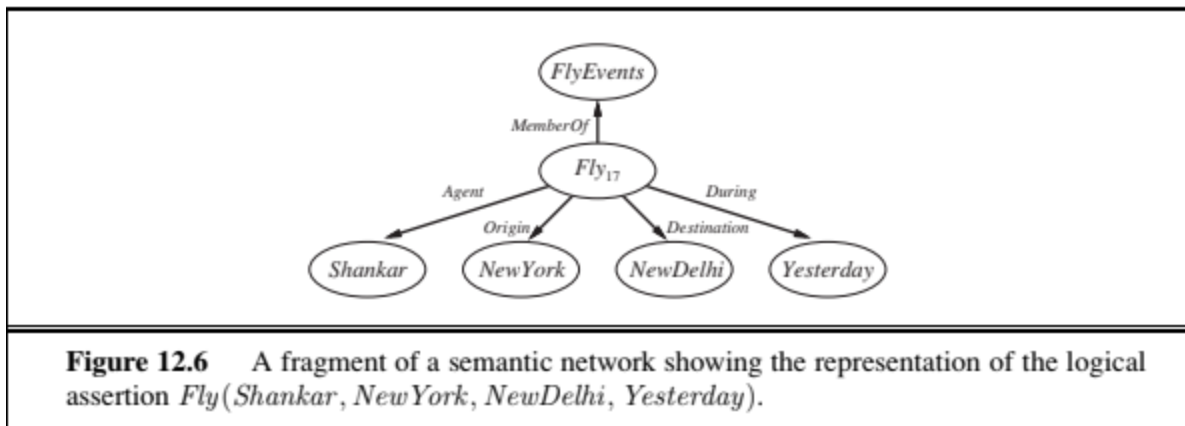 FlyEvents
MemberOf
Fly17
Agent
During
Origin
Destination
Shankar
NewYork
NewDelhi
Yesterday
Figure 12.6 A fragment of a semantic network showing the representation of the logical
assertion Fly(Shankar, NewYork, NewDelhi, Yesterday).